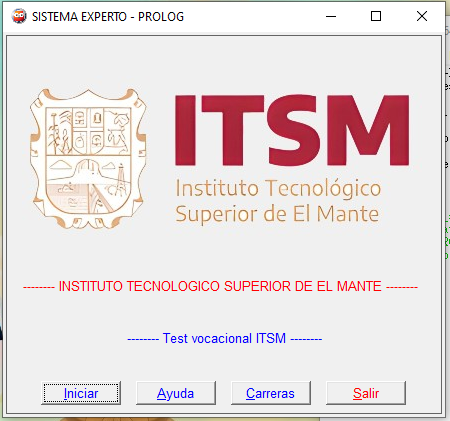 SISTEMA EXPERTO - PROLOG
ITSM
Instituto Tecnológico
Superior de El Mante
-------- INSTITUTO TECNOLOGICO SUPERIOR DE EL MANTE --------
-------- Test vocacional ITSM --------
Iniciar Ayuda Carreras Salir